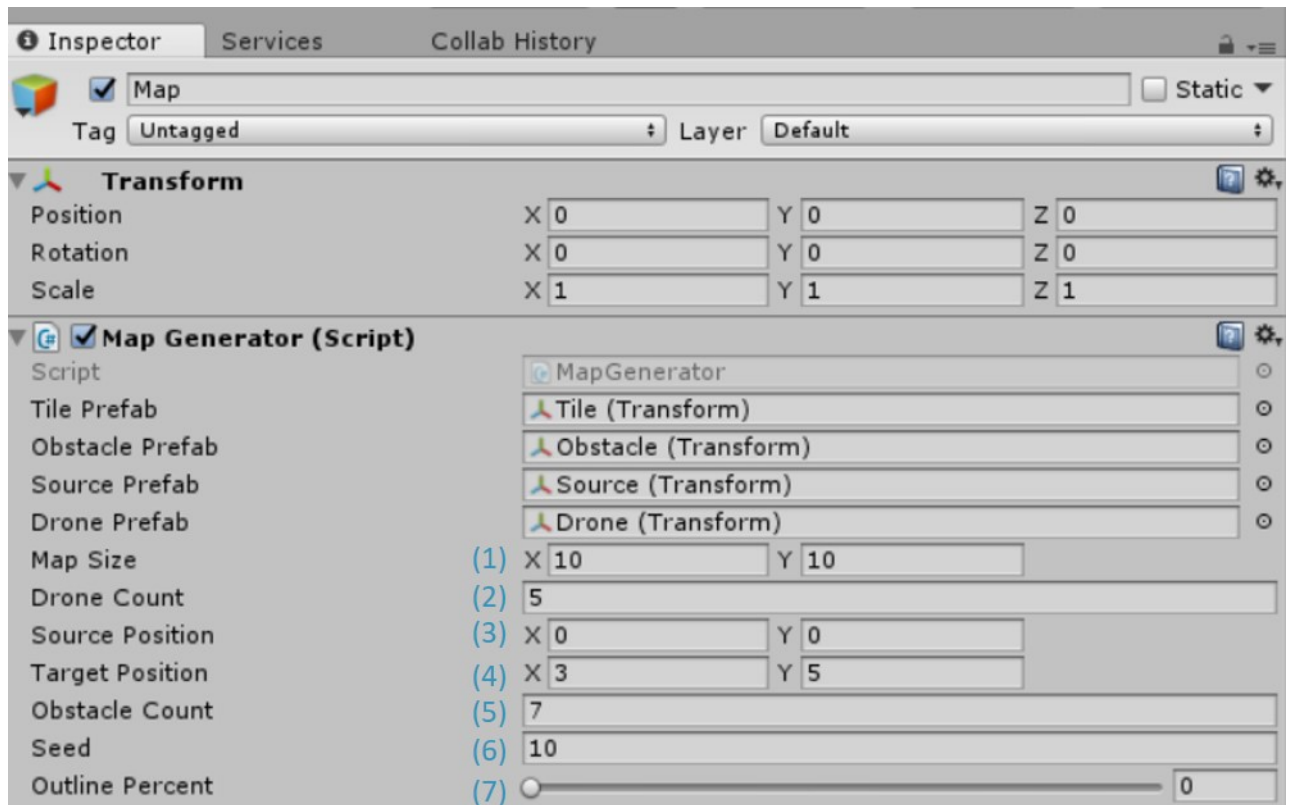 Inspector Services Collab History
Map Static
Tag Untagged Layer Default
Transform
Position X 0 Y 0 Z 0
Rotation X 0 Y 0 Z 0
Scale X 1 Y 1 Z 1
Map Generator (Script)
Script MapGenerator
Tile Prefab Tile (Transform)
Obstacle Prefab Obstacle (Transform)
Source Prefab Source (Transform)
Drone Prefab Drone (Transform)
Map Size (1) X 10 Y 10
Drone Count (2) 5
Source Position (3) X 0 Y 0
Target Position (4) X 3 Y 5
Obstacle Count (5) 7
Seed (6) 10
Outline Percent (7) 0